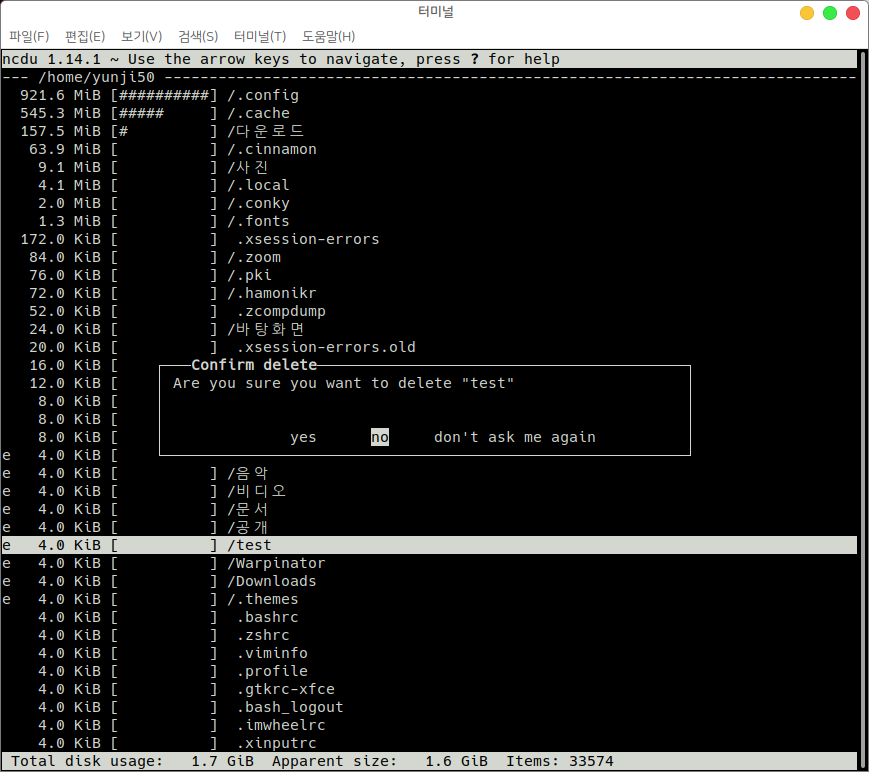 터미널
파일(F) 편집(E) 보기(V) 검색(S) 터미널(T) 도움말(H)
ncdu 1.14.1 ~ Use the arrow keys to navigate, press ? for help
--- /home/yunji50 -----------------------------------------------------------------------------
921.6 MiB [##########] /.config
545.3 MiB [#####     ] /.cache
157.5 MiB [#         ] /다운로드
63.9 MiB [          ] /.cinnamon
9.1 MiB [          ] /사진
4.1 MiB [          ] /.local
2.0 MiB [          ] /.conky
1.3 MiB [          ] /.fonts
172.0 KiB [          ]  .xsession-errors
84.0 KiB [          ] /.zoom
76.0 KiB [          ] /.pki
72.0 KiB [          ] /.hamonikr
52.0 KiB [          ]  .zcompdump
24.0 KiB [          ] /바탕화면
20.0 KiB [          ]  .xsession-errors.old
16.0 KiB [
Confirm delete
12.0 KiB [
Are you sure you want to delete "test"
8.0 KiB [
8.0 KiB [
8.0 KiB [
yes no don't ask me again
e 4.0 KiB [
e 4.0 KiB [          ] /음악
e 4.0 KiB [          ] /비디오
e 4.0 KiB [          ] /문서
e 4.0 KiB [          ] /공개
e 4.0 KiB [          ] /test
e 4.0 KiB [          ] /Warpinator
e 4.0 KiB [          ] /Downloads
e 4.0 KiB [          ] /.themes
4.0 KiB [          ]  .bashrc
4.0 KiB [          ]  .zshrc
4.0 KiB [          ]  .viminfo
4.0 KiB [          ]  .profile
4.0 KiB [          ]  .gtkrc-xfce
4.0 KiB [          ]  .bash_logout
4.0 KiB [          ]  .imwheelrc
4.0 KiB [          ]  .xinputrc
Total disk usage: 1.7 GiB Apparent size: 1.6 GiB Items: 33574